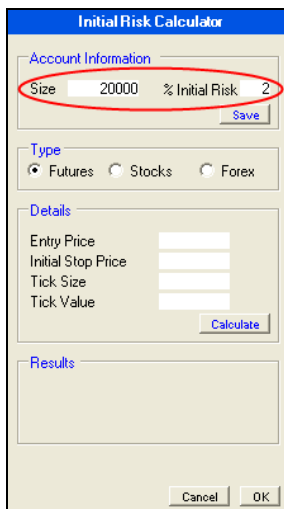 Initial Risk Calculator
Account Information
Size 20000 % Initial Risk 2
Save
Type
Futures Stocks Forex
Details
Entry Price
Initial Stop Price
Tick Size
Tick Value
Calculate
Results
Cancel OK